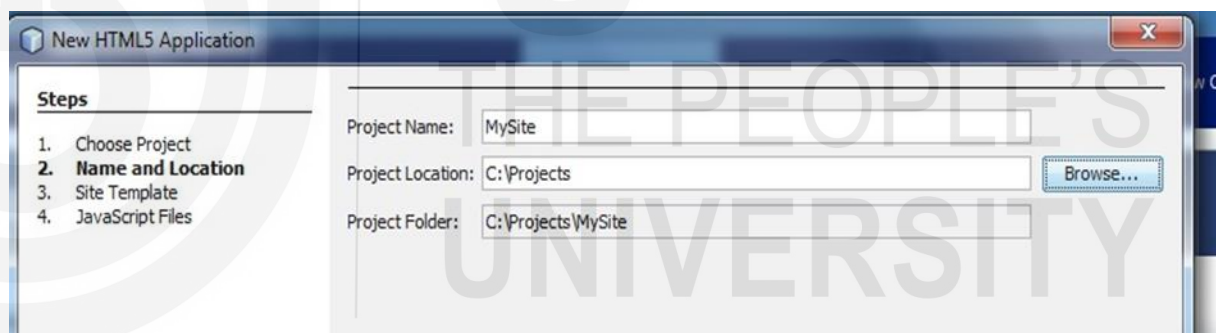 New HTML5 Application
Steps
1. Choose Project
2. Name and Location
3. Site Template
4. JavaScript Files
Project Name: MySite
Project Location: C:\Projects Browse...
Project Folder: C:\Projects\MySite
THE PEOPLE'S
UNIVERSITY